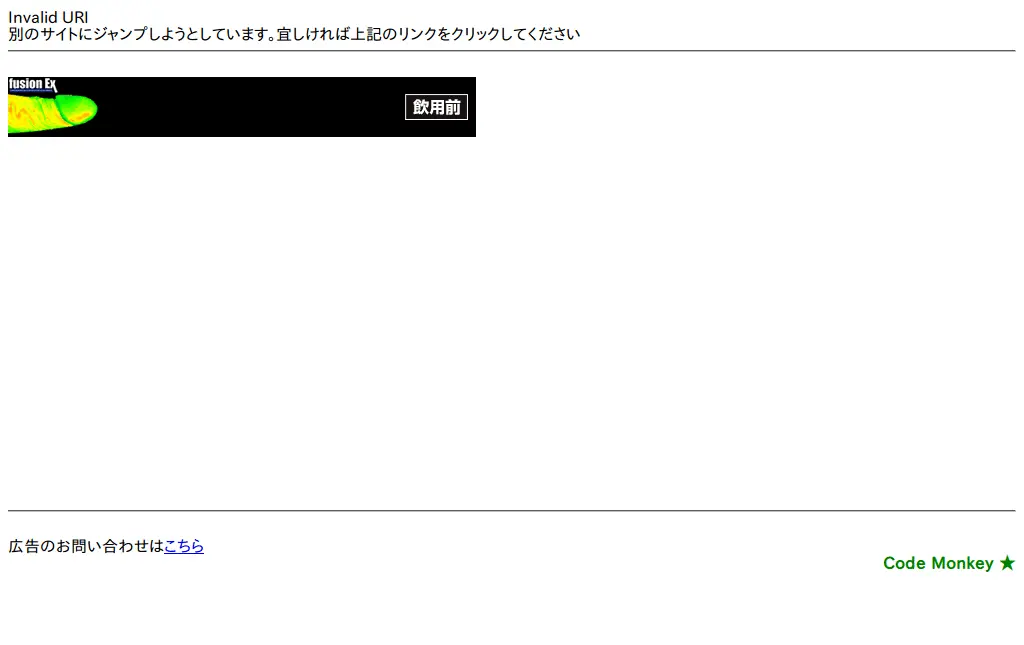 Invalid URI
別のサイトにジャンプしようとしています。宜しければ上記のリンクをクリックしてください
fusion Ex
飲用前
広告のお問い合わせはこちら
Code Monkey ★